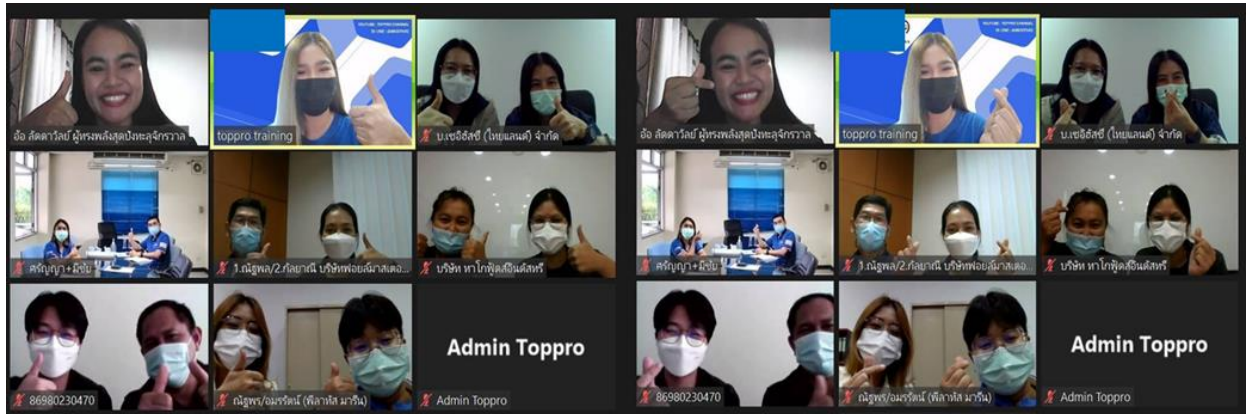 อ้อ ลัดดาวัลย์ ผู้ทรงพลังสุดปังทะลุจักรวาล
toppro training
บ.เซอิฮัสซี (ไทยแลนด์) จำกัด
ศรัญญา+มีชัย
1.ณัฐพล/2.กัลยาณี บริษัทฟอยล์มาสเตอ...
บริษัท ทาโกฟู้ดส์อินดัสทรี
86980230470
ณัฐพร/อมรรัตน์ (พีลาทัส มารีน)
Admin Toppro
Admin Toppro
อ้อ ลัดดาวัลย์ ผู้ทรงพลังสุดปังทะลุจักรวาล
toppro training
บ.เซอิฮัสซี (ไทยแลนด์) จำกัด
ศรัญญา+มีชัย
1.ณัฐพล/2.กัลยาณี บริษัทฟอยล์มาสเตอ...
บริษัท ทาโกฟู้ดส์อินดัสทรี
86980230470
ณัฐพร/อมรรัตน์ (พีลาทัส มารีน)
Admin Toppro
Admin Toppro